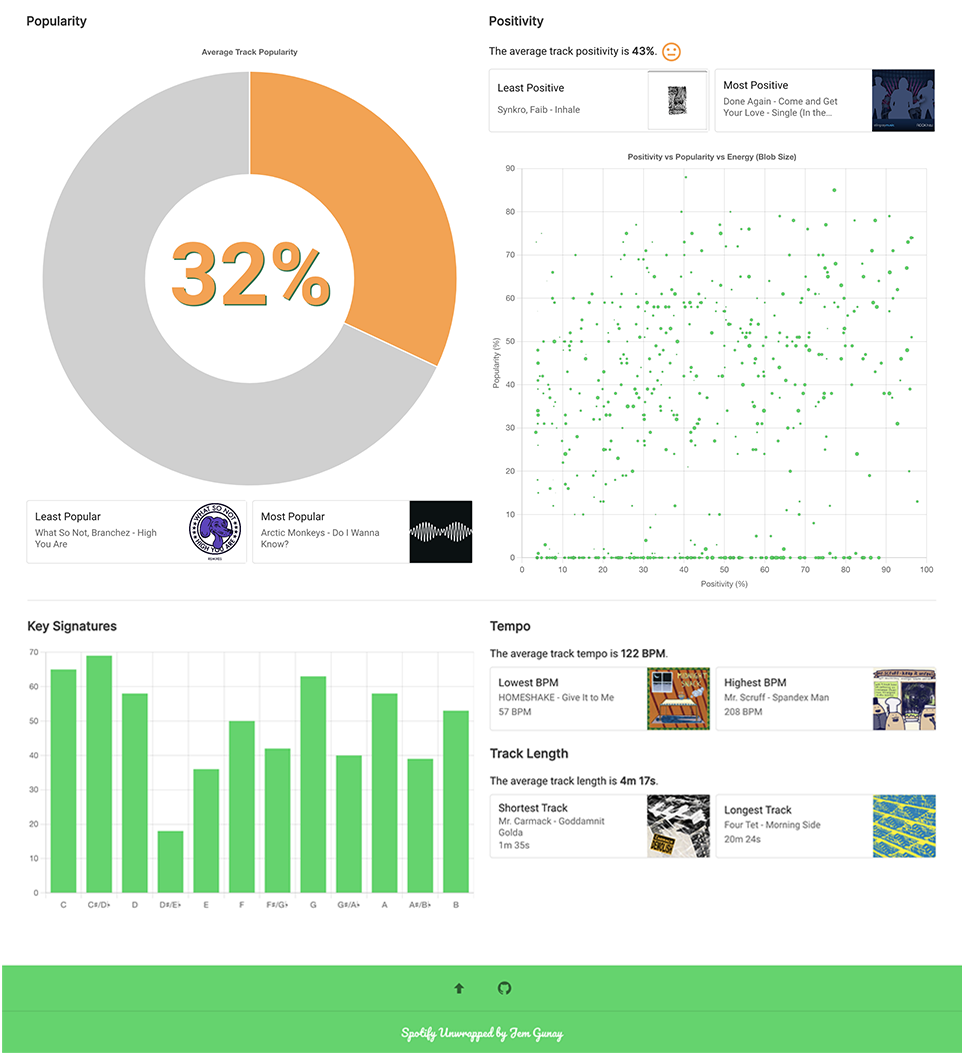 Popularity
Average Track Popularity
32%
Least Popular
What So Not, Branchez - High
You Are
WHAT SO NOT
HIGH YOU ARE
REMIXES
Most Popular
Arctic Monkeys - Do I Wanna
Know?
Positivity
The average track positivity is 43%.
Least Positive
Synkro, Faib - Inhale
Most Positive
Done Again - Come and Get
Your Love - Single (In the...
Positivity vs Popularity vs Energy (Blob Size)
Popularity (%)
90
80
70
60
50
40
30
20
10
0
0 10 20 30 40 50 60 70 80 90 100
Positivity (%)
Key Signatures
70
60
50
40
30
20
10
0
C C♯/D♭ D D♯/E♭ E F F♯/G♭ G G♯/A♭ A A♯/B♭ B
Tempo
The average track tempo is 122 BPM.
Lowest BPM
HOMESHAKE - Give It to Me
57 BPM
Highest BPM
Mr. Scruff - Spandex Man
208 BPM
Track Length
The average track length is 4m 17s.
Shortest Track
Mr. Carmack - Goddamnit
Golda
1m 35s
Longest Track
Four Tet - Morning Side
20m 24s
Spotify Unwrapped by Jem Gunay